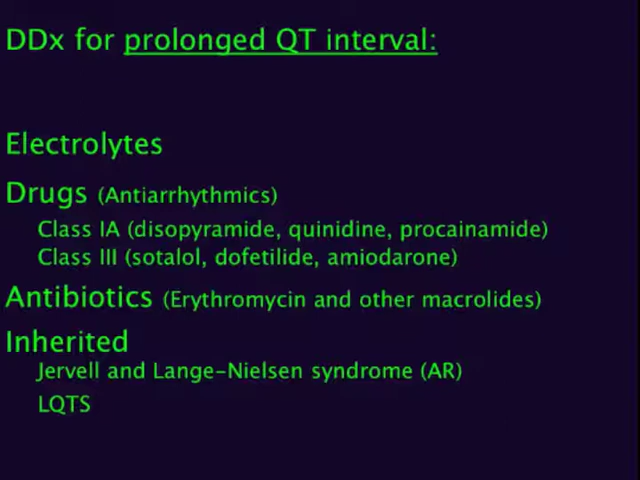 DDx for prolonged QT interval:
Electrolytes
Drugs (Antiarrhythmics)
Class IA (disopyramide, quinidine, procainamide)
Class III (sotalol, dofetilide, amiodarone)
Antibiotics (Erythromycin and other macrolides)
Inherited
Jervell and Lange-Nielsen syndrome (AR)
LQTS